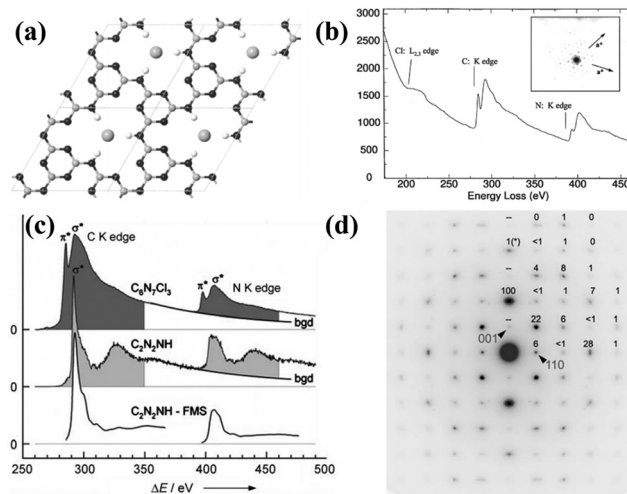 (a)
(b)
3000
2500
2000
1500
1000
500
0
Cl: L₂,₃ edge
C: K edge
N: K edge
200 250 300 350 400 450
Energy Loss (eV)
(c)
π* σ* C K edge
σ*
C₆N₇Cl₃
π* σ* N K edge
bgd
0
C₂N₂NH
bgd
0
C₂N₂NH - FMS
0
300 350 400 450 490
ΔE / eV
(d)
– 0 1 0
1(*) <1 1 0
– 4 8 1
100 <1 1 7 1
– 22 6 <1 1
6 <1 28 1
001
110